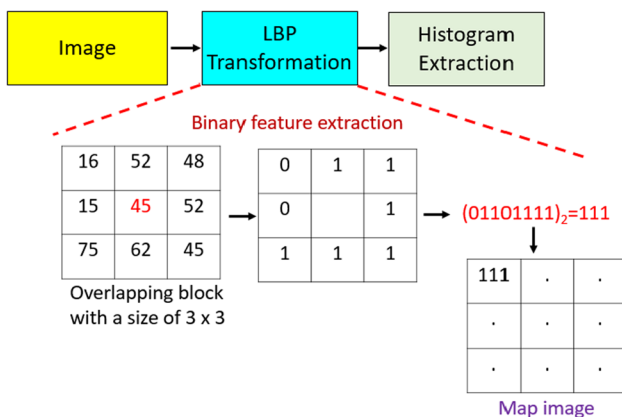 Image
LBP
Transformation
Histogram
Extraction
Binary feature extraction
16 52 48
15 45 52
75 62 45
Overlapping block
with a size of 3 x 3
0 1 1
0 1
1 1 1
(01101111)₂=111
111 . .
. . .
. . .
Map image